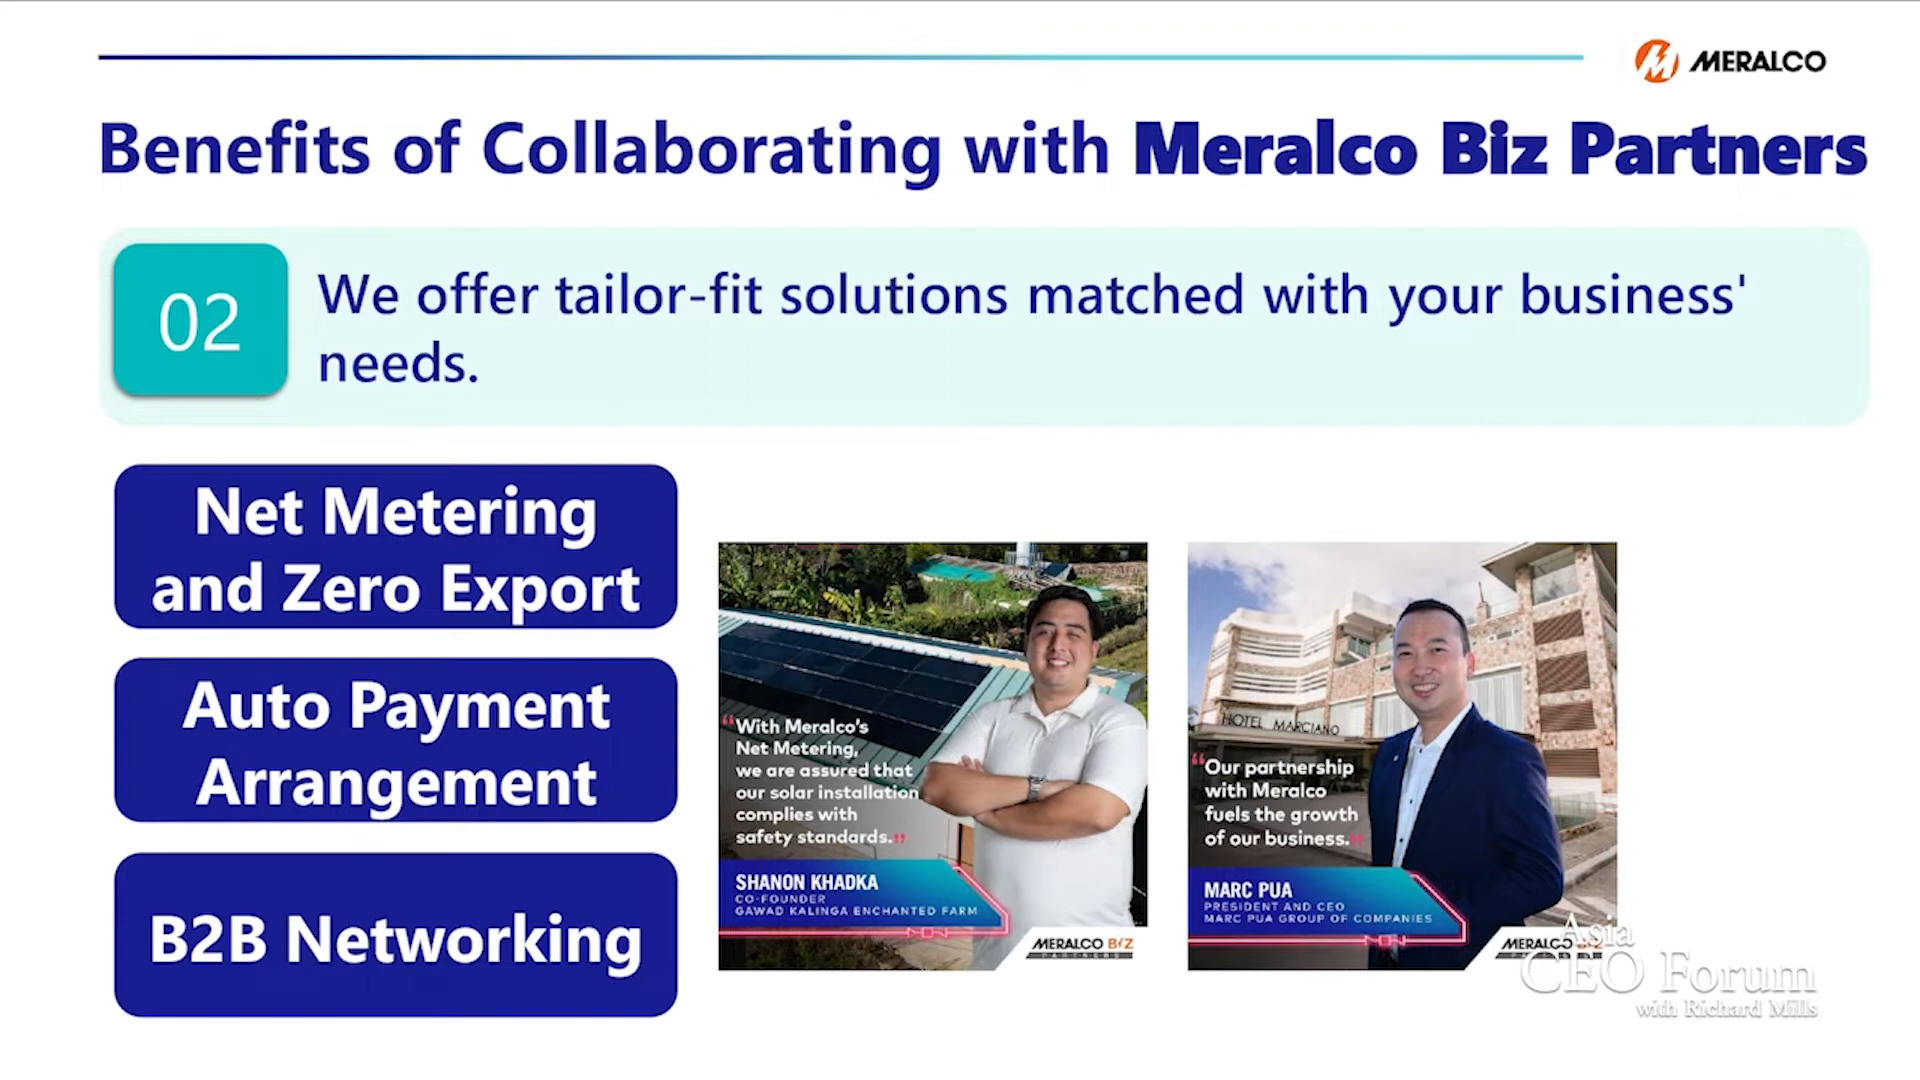 MERALCO
Benefits of Collaborating with Meralco Biz Partners
02
We offer tailor-fit solutions matched with your business'
needs.
Net Metering
and Zero Export
Auto Payment
Arrangement
B2B Networking
“With Meralco’s
Net Metering,
we are assured that
our solar installation
complies with
safety standards.”
SHANON KHADKA
CO-FOUNDER
GAWAD KALINGA ENCHANTED FARM
MERALCO BIZ
PARTNERS
HOTEL MARCIANO
“Our partnership
with Meralco
fuels the growth
of our business.”
MARC PUA
PRESIDENT AND CEO
MARC PUA GROUP OF COMPANIES
MERALCO BIZ
Asia
CEO Forum
with Richard Mills